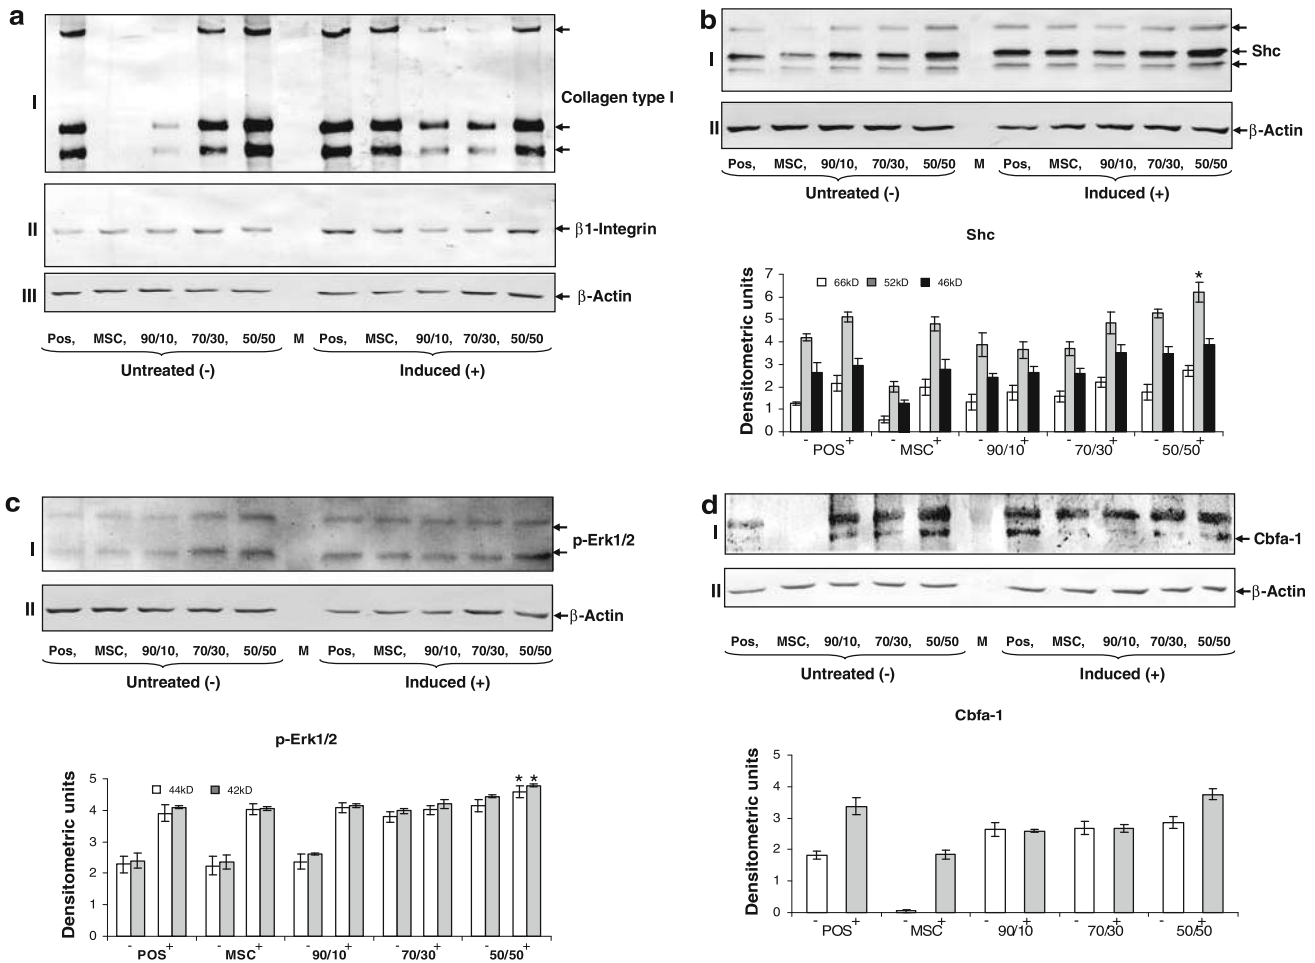 a
I
Collagen type I
II
β1-Integrin
III
β-Actin
Pos, MSC, 90/10, 70/30, 50/50 M Pos, MSC, 90/10, 70/30, 50/50
Untreated (-) Induced (+)
b
I
Shc
II
β-Actin
Pos, MSC, 90/10, 70/30, 50/50 M Pos, MSC, 90/10, 70/30, 50/50
Untreated (-) Induced (+)
Shc
Densitometric units
7
6
5
4
3
2
1
0
66kD 52kD 46kD
*
- + - + - + - + - +
POS MSC 90/10 70/30 50/50
c
I
p-Erk1/2
II
β-Actin
Pos, MSC, 90/10, 70/30, 50/50 M Pos, MSC, 90/10, 70/30, 50/50
Untreated (-) Induced (+)
p-Erk1/2
Densitometric units
5
4
3
2
1
0
44kD 42kD
* *
- + - + - + - + - +
POS MSC 90/10 70/30 50/50
d
I
Cbfa-1
II
β-Actin
Pos, MSC, 90/10, 70/30, 50/50 M Pos, MSC, 90/10, 70/30, 50/50
Untreated (-) Induced (+)
Cbfa-1
Densitometric units
5
4
3
2
1
0
- + - + - + - + - +
POS MSC 90/10 70/30 50/50